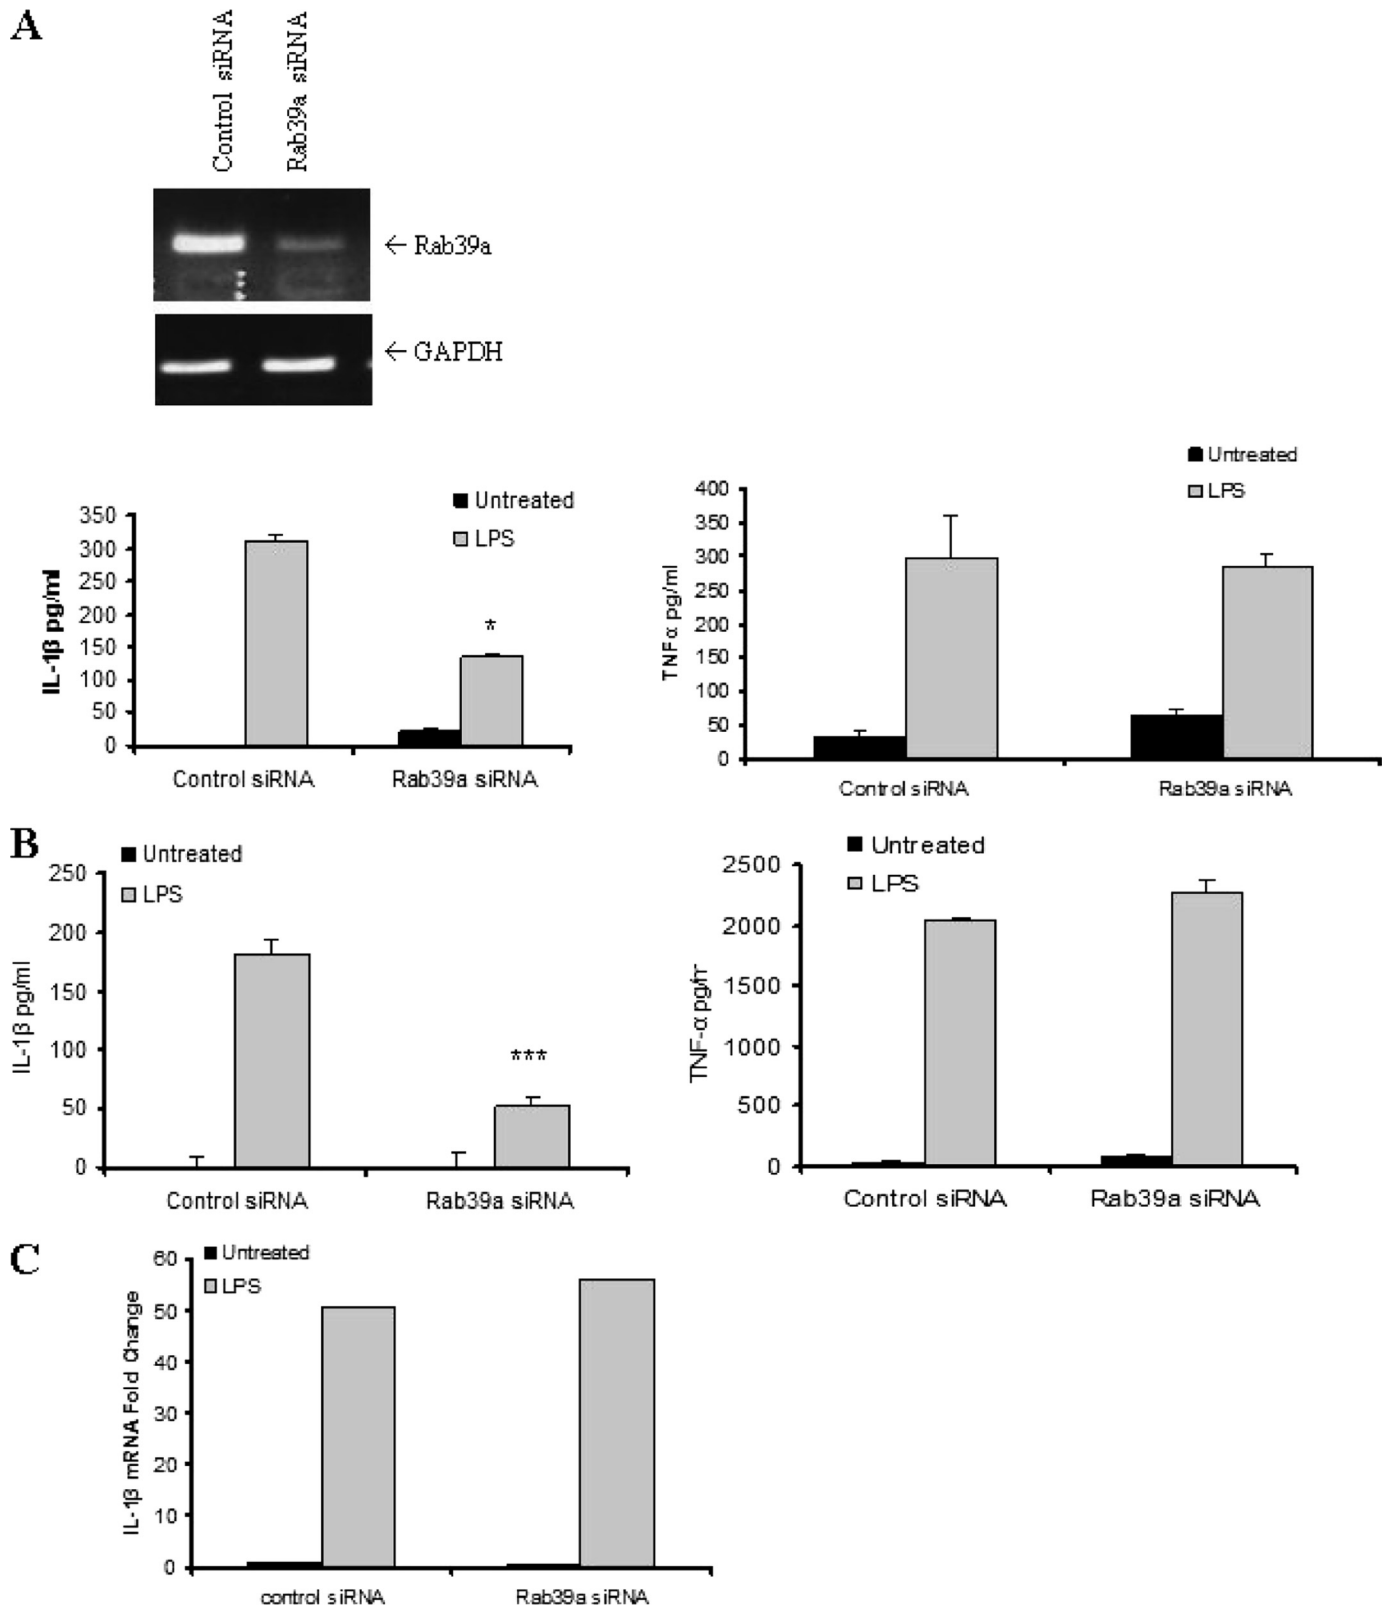 A
Control siRNA
Rab39a siRNA
← Rab39a
← GAPDH
Untreated
LPS
IL-1β pg/ml
350
300
250
200
150
100
50
0
*
Control siRNA
Rab39a siRNA
Untreated
LPS
TNFα pg/ml
400
350
300
250
200
150
100
50
0
Control siRNA
Rab39a siRNA
B
Untreated
LPS
IL-1β pg/ml
250
200
150
100
50
0
***
Control siRNA
Rab39a siRNA
Untreated
LPS
TNF-α
2500
2000
1500
1000
500
0
Control siRNA
Rab39a siRNA
C
Untreated
LPS
IL-1β mRNA Fold Change
60
50
40
30
20
10
0
control siRNA
Rab39a siRNA